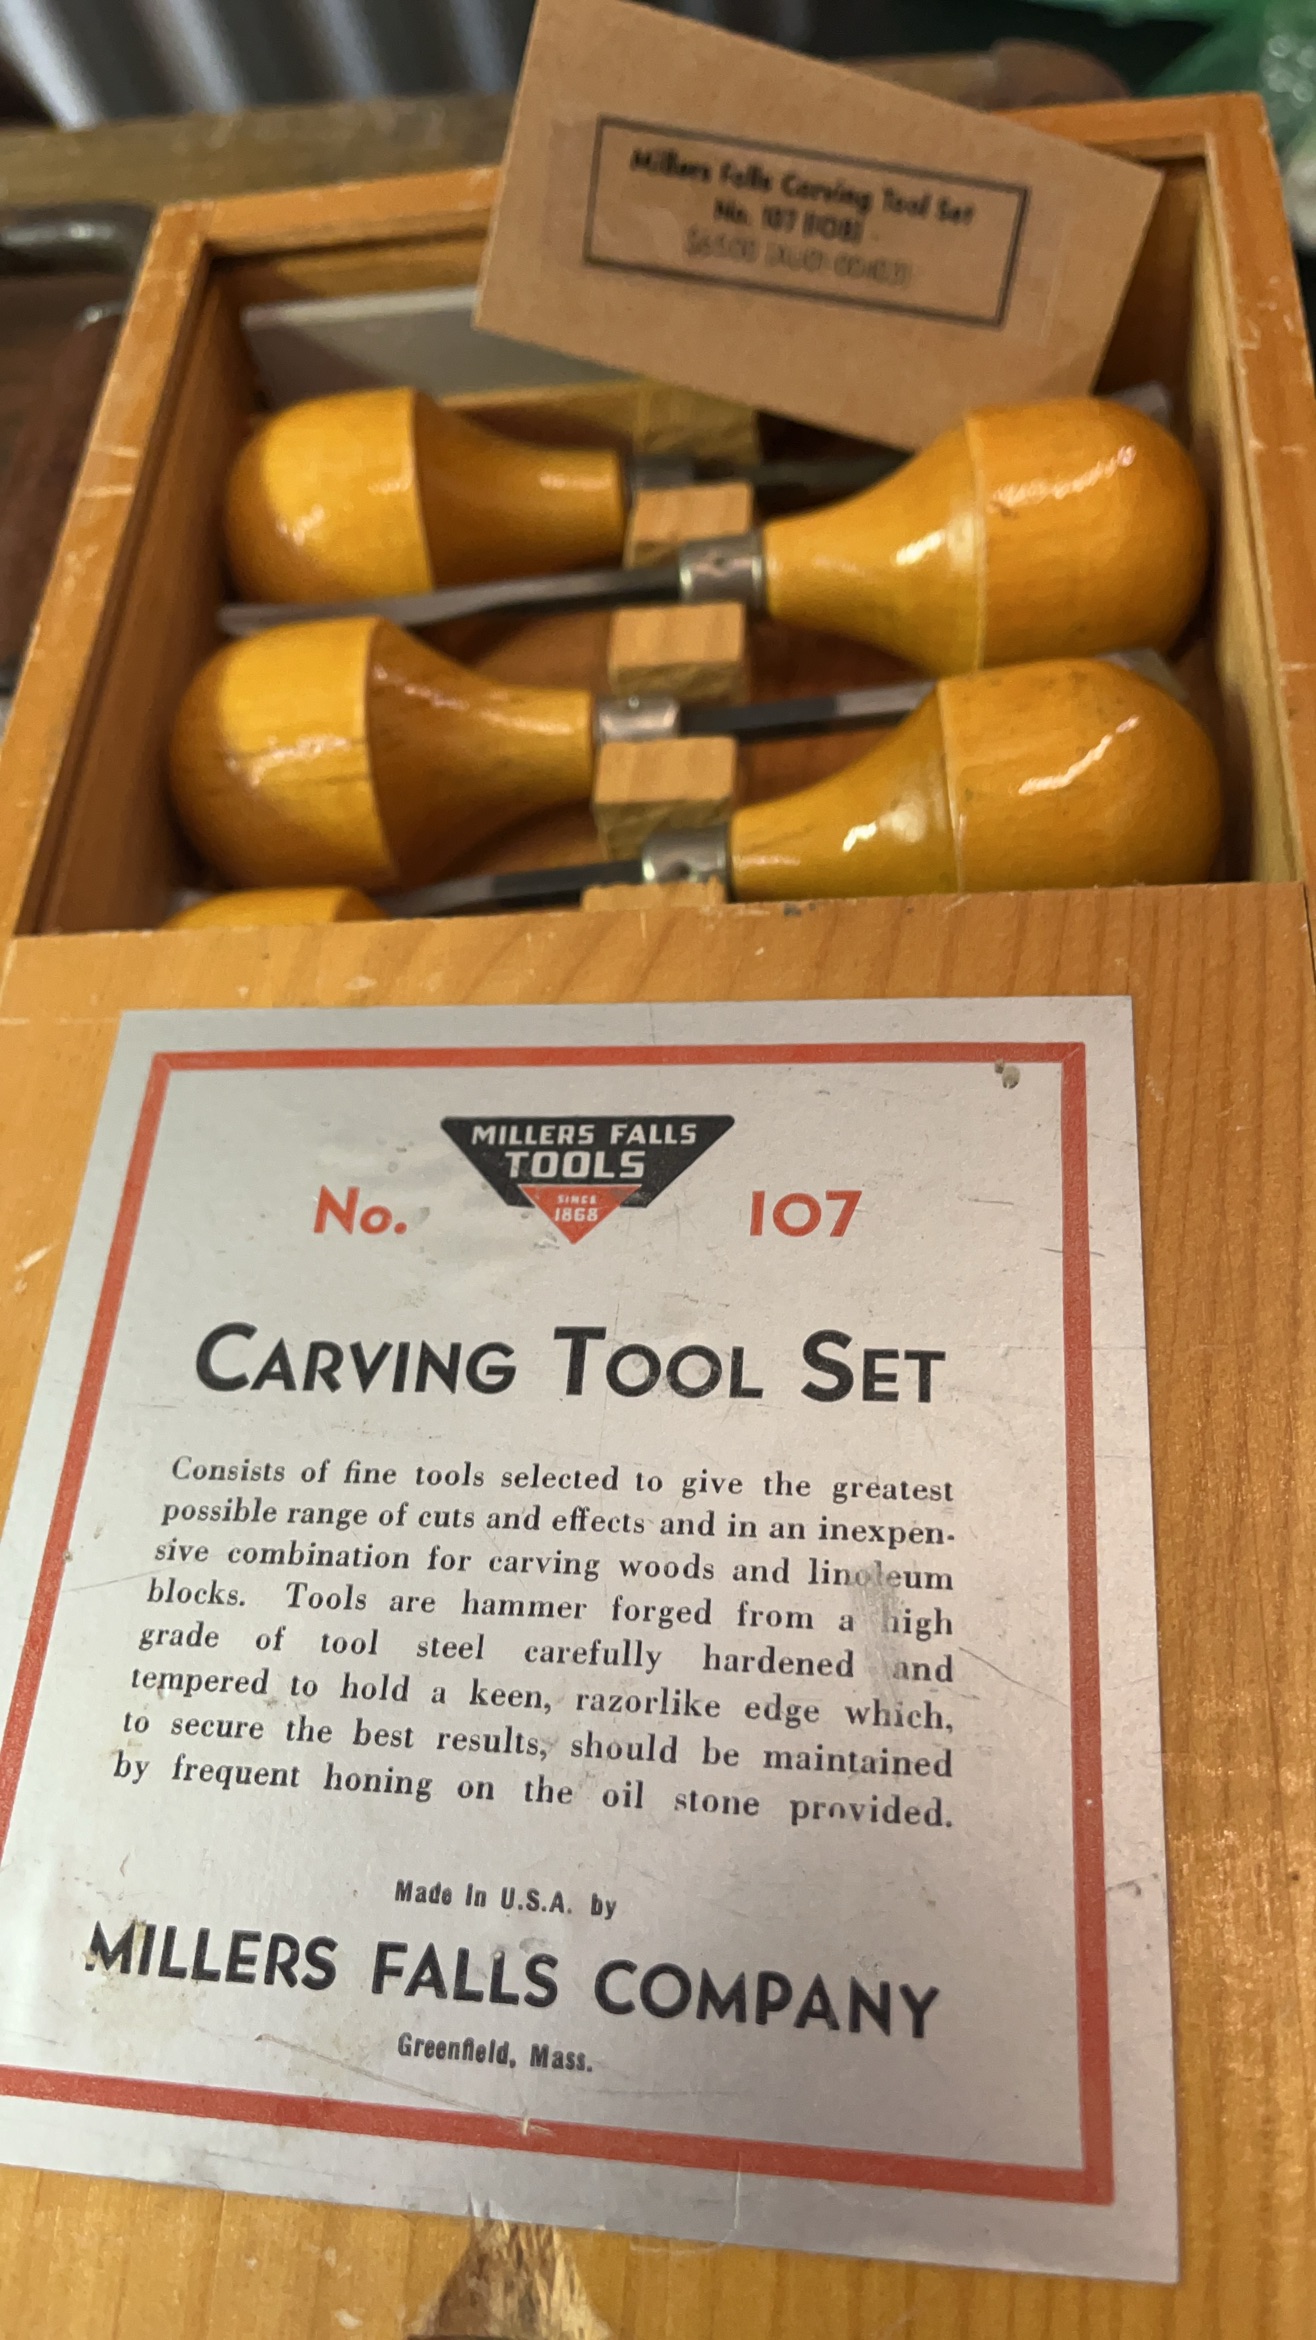 Millers Falls Carving Tool Set
No. 107
MILLERS FALLS
TOOLS
SINCE
1868
No. 107
CARVING TOOL SET
Consists of fine tools selected to give the greatest
possible range of cuts and effects and in an inexpen-
sive combination for carving woods and linoleum
blocks. Tools are hammer forged from a high
grade of tool steel carefully hardened and
tempered to hold a keen, razorlike edge which,
to secure the best results, should be maintained
by frequent honing on the oil stone provided.
Made in U.S.A. by
MILLERS FALLS COMPANY
Greenfield, Mass.